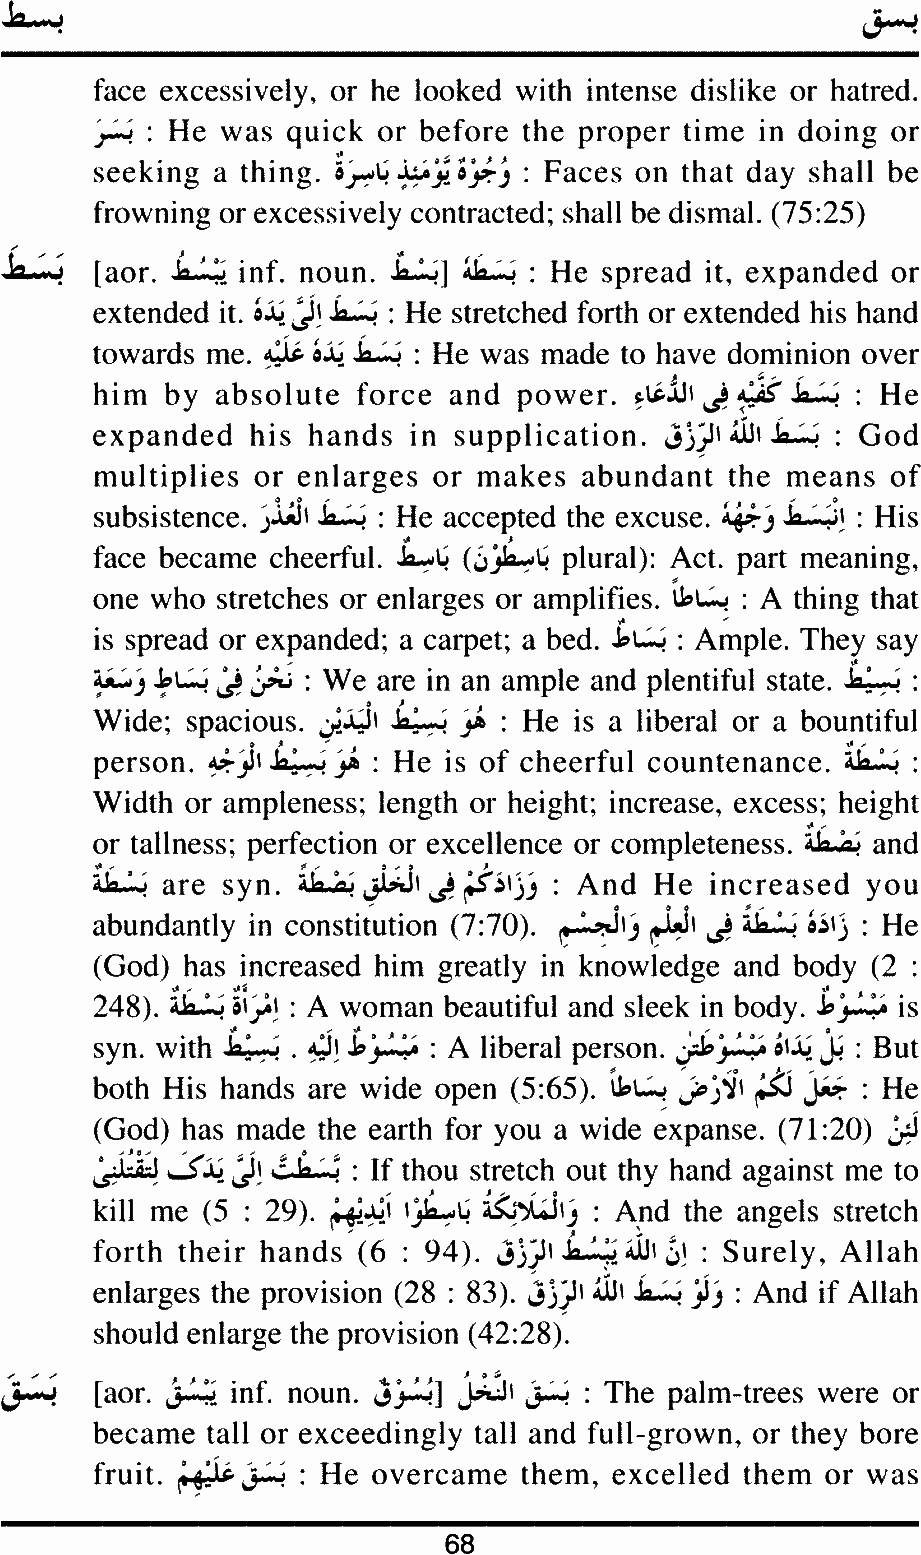 بسط بسق
face excessively, or he looked with intense dislike or hatred.
بَسَرَ : He was quick or before the proper time in doing or
seeking a thing. وُجُوْهٌ يَّوْمَئِذٍ بَاسِرَةٌ : Faces on that day shall be
frowning or excessively contracted; shall be dismal. (75:25)
بَسَطَ [aor. يَبْسُطُ inf. noun. بَسْطٌ] بَسَطَهُ : He spread it, expanded or
extended it. بَسَطَ اِلَیَّ يَدَهُ : He stretched forth or extended his hand
towards me. بَسَطَ يَدَهُ عَلَيْهِ : He was made to have dominion over
him by absolute force and power. بَسَطَ كَفَّيْهِ فِی الدُّعَاءِ : He
expanded his hands in supplication. بَسَطَ اللّٰهُ الرِّزْقَ : God
multiplies or enlarges or makes abundant the means of
subsistence. بَسَطَ الْعُذْرَ : He accepted the excuse. اِنْبَسَطَ وَجْهُهُ : His
face became cheerful. بَاسِطٌ (بَاسِطُوْنَ plural): Act. part meaning,
one who stretches or enlarges or amplifies. بِسَاطاً : A thing that
is spread or expanded; a carpet; a bed. بَسَاطٌ : Ample. They say
نَحْنُ فِیْ بَسَاطٍ وَسَعَةٍ : We are in an ample and plentiful state. بَسِيْطٌ :
Wide; spacious. هُوَ بَسِيْطُ الْيَدَيْنِ : He is a liberal or a bountiful
person. هُوَ بَسِيْطُ الْوَجْهِ : He is of cheerful countenance. بَسْطَةٌ :
Width or ampleness; length or height; increase, excess; height
or tallness; perfection or excellence or completeness. بَصْطَةٌ and
بَسْطَةٌ are syn. وَزَادَكُمْ فِی الْخَلْقِ بَصْطَةً : And He increased you
abundantly in constitution (7:70). زَادَهُ بَسْطَةً فِی الْعِلْمِ وَالْجِسْمِ : He
(God) has increased him greatly in knowledge and body (2 :
248). اِمْرَأَةٌ بَسْطَةٌ : A woman beautiful and sleek in body. مَبْسُوْطٌ is
syn. with بَسِيْطٌ . مَبْسُوْطٌ اِلَيْهِ : A liberal person. بَلْ يَدَاهُ مَبْسُوْطَتٰنِ : But
both His hands are wide open (5:65). جَعَلَ لَكُمُ الْاَرْضَ بِسَاطاً : He
(God) has made the earth for you a wide expanse. (71:20) لَئِنْ
بَسَطْتَّ اِلَیَّ يَدَكَ لِتَقْتُلَنِیْ : If thou stretch out thy hand against me to
kill me (5 : 29). وَالْمَلَائِكَةُ بَاسِطُوْا اَيْدِيْهِمْ : And the angels stretch
forth their hands (6 : 94). اِنَّ اللّٰهَ يَبْسُطُ الرِّزْقَ : Surely, Allah
enlarges the provision (28 : 83). وَلَوْ بَسَطَ اللّٰهُ الرِّزْقَ : And if Allah
should enlarge the provision (42:28).
بَسَقَ [aor. يَبْسُقُ inf. noun. بُسُوْقٌ] بَسَقَ النَّخْلُ : The palm-trees were or
became tall or exceedingly tall and full-grown, or they bore
fruit. بَسَقَ عَلَيْهِمْ : He overcame them, excelled them or was
68